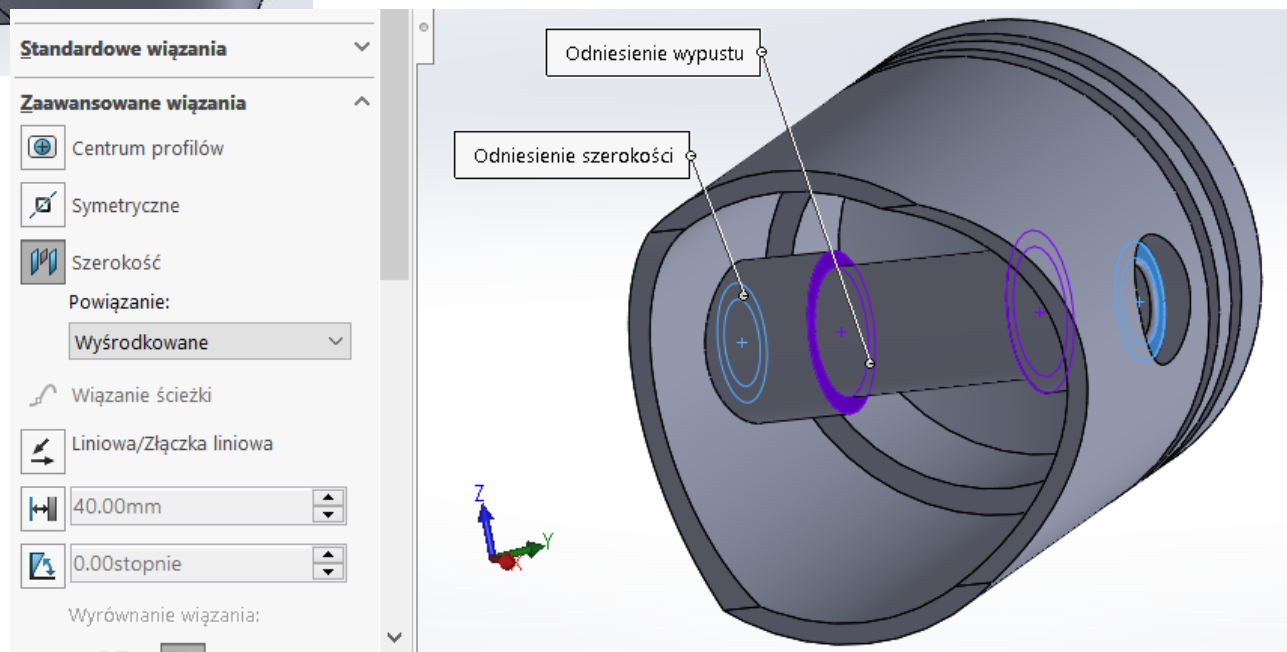 Standardowe wiązania
Zaawansowane wiązania
Centrum profilów
Symetryczne
Szerokość
Powiązanie:
Wyśrodkowane
Wiązanie ścieżki
Liniowa/Złączka liniowa
40.00mm
0.00stopnie
Wyrównanie wiązania:
Odniesienie wypustu
Odniesienie szerokości
Z
Y
X